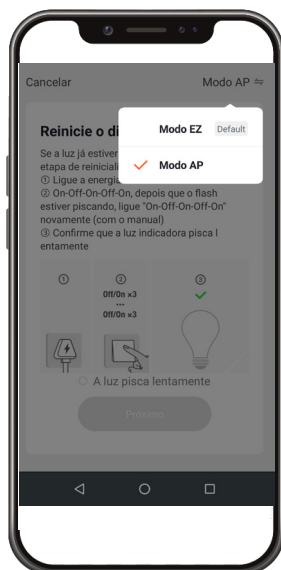 Cancelar
Modo AP
Modo EZ Default
Modo AP
Reinicie o di
Se a luz já estiver
etapa de reiniciali
① Ligue a energia
② On-Off-On-Off-On, depois que o flash
estiver piscando, ligue "On-Off-On-Off-On"
novamente (com o manual)
③ Confirme que a luz indicadora pisca l
entamente
① ② ③
Off/On ×3
...
Off/On ×3
A luz pisca lentamente
Próximo